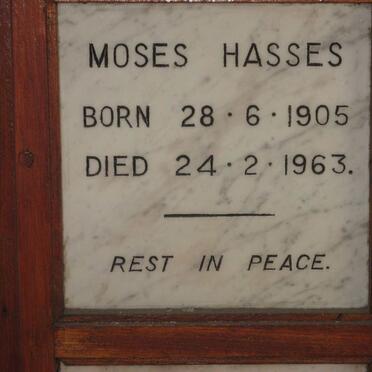 MOSES HASSES
BORN 28·6·1905
DIED 24·2·1963.
REST IN PEACE.